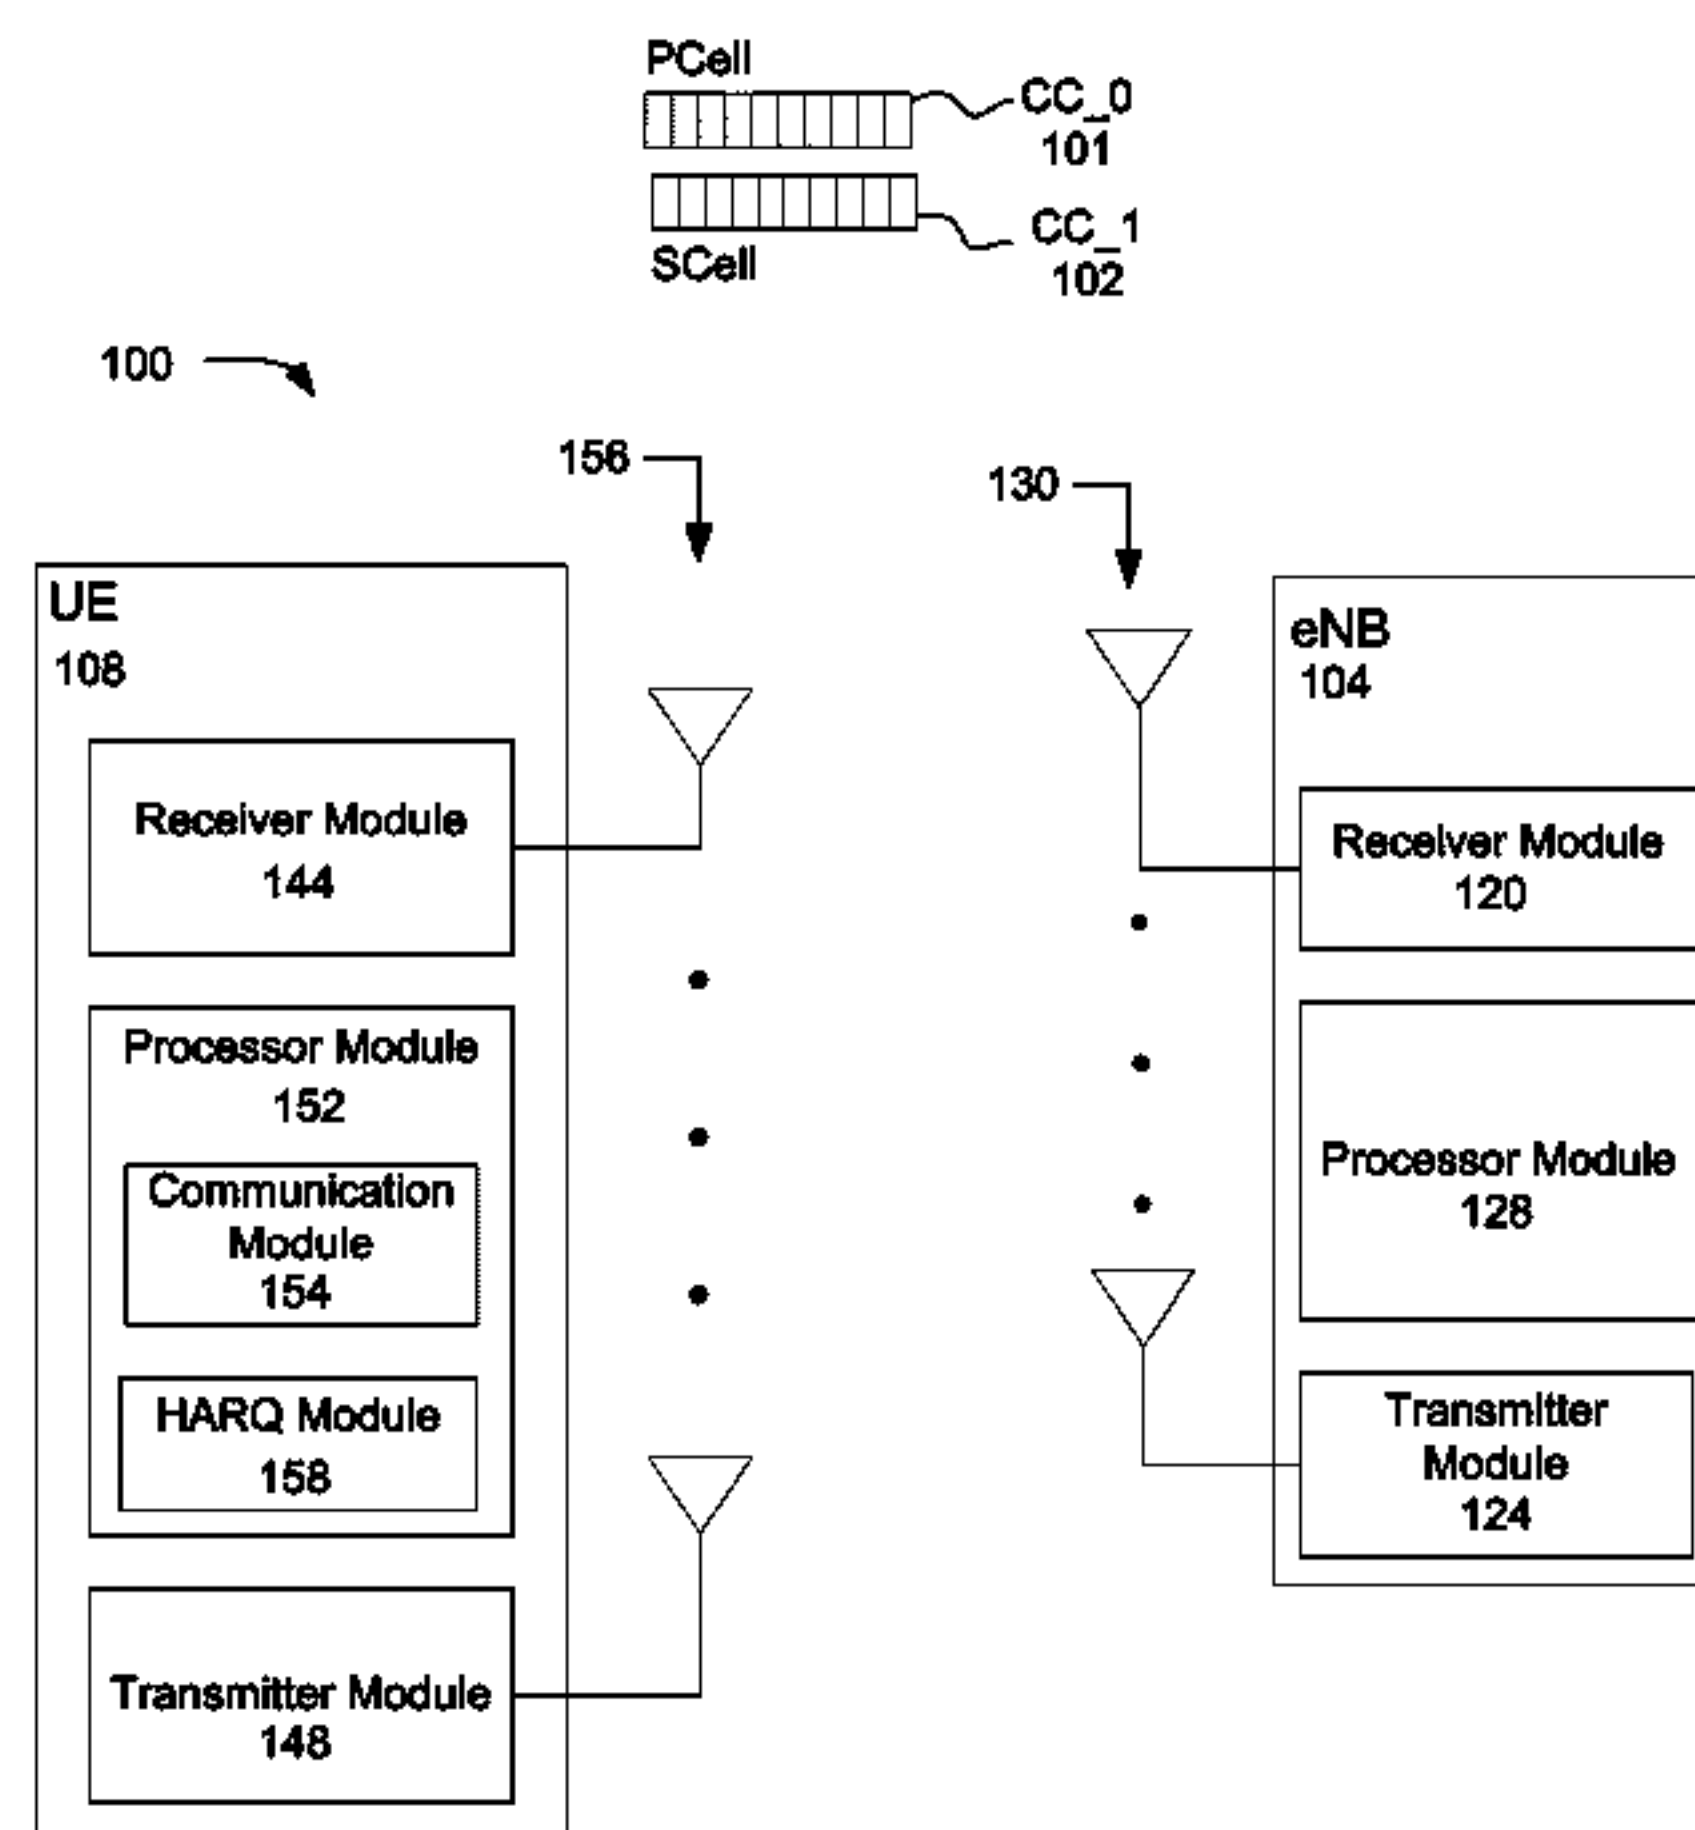 PCell
CC_0
101
CC_1
102
SCell
100
156
130
UE
108
Receiver Module
144
Processor Module
152
Communication
Module
154
HARQ Module
158
Transmitter Module
148
eNB
104
Receiver Module
120
Processor Module
128
Transmitter
Module
124